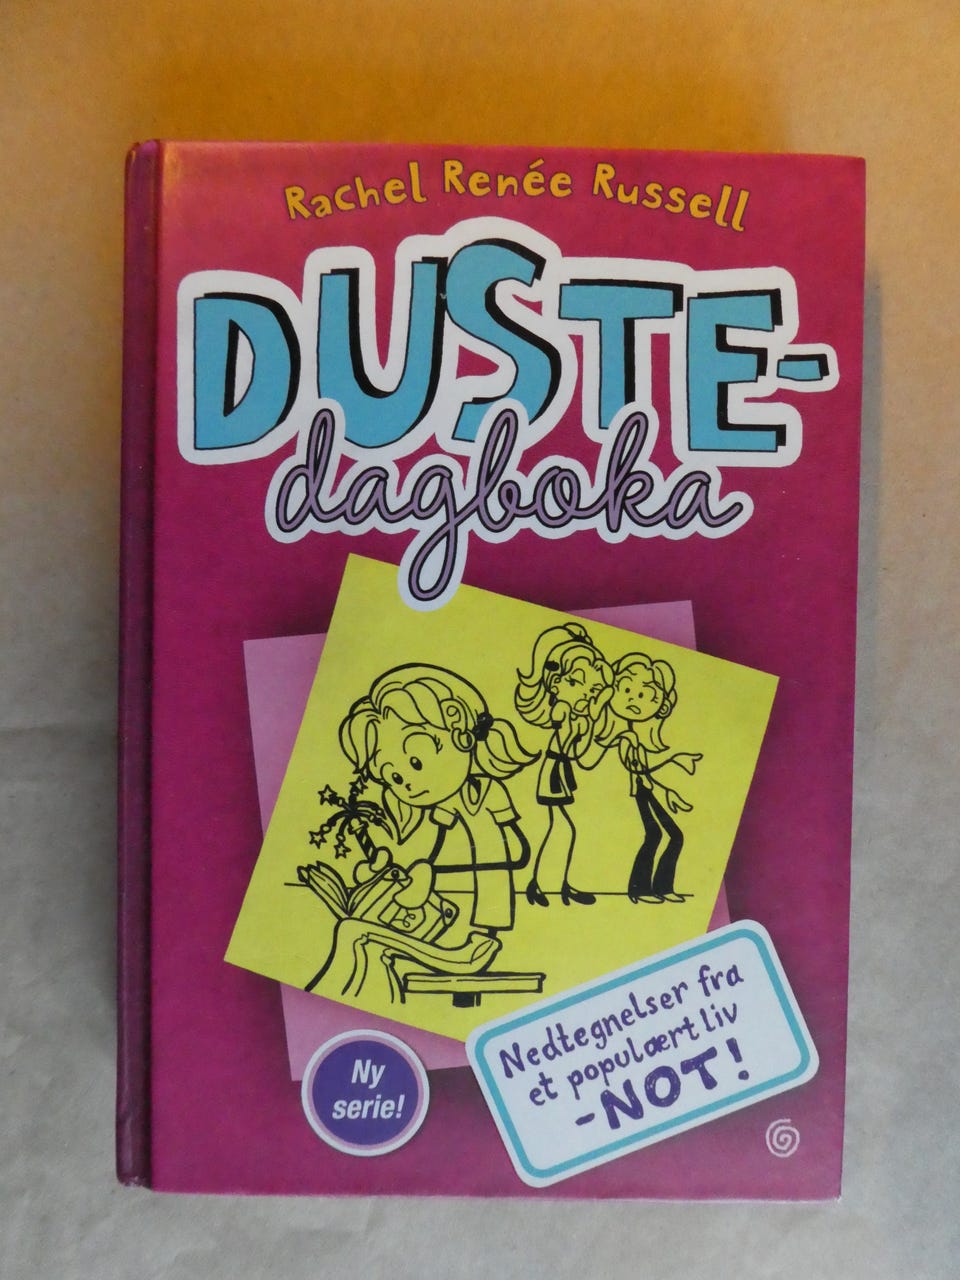 Rachel Renée Russell
DUSTE-
dagboka
Nedtegnelser fra
et populært liv
-NOT!
Ny
serie!